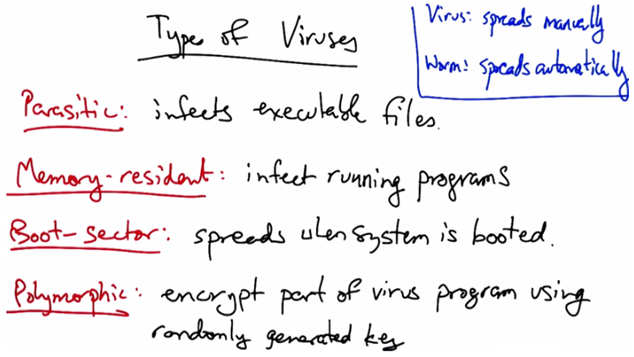 Type of Viruses
Virus: spreads manually
Worm: spreads automatically
Parasitic: infects executable files.
Memory-resident: infect running programs
Boot-sector: spreads when system is booted.
Polymorphic: encrypt part of virus program using
randomly generated key